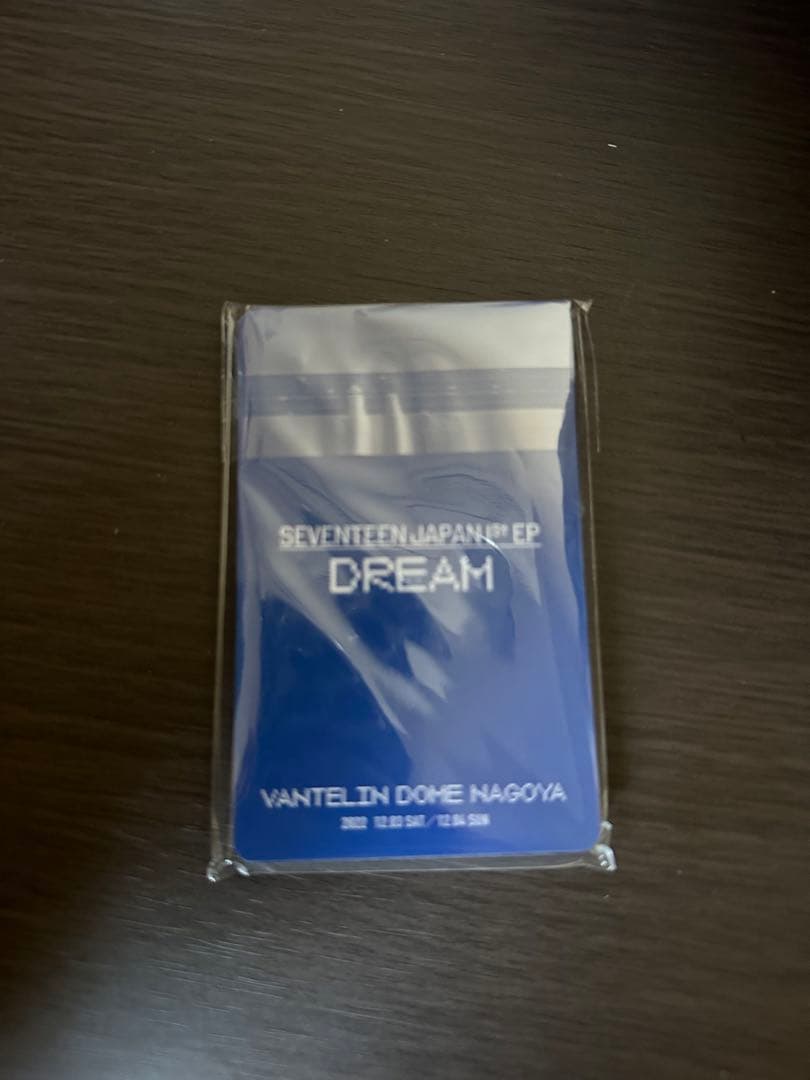 SEVENTEEN JAPAN 1ST EP
DREAM
VANTELIN DOME NAGOYA
2022 12.03 SAT / 12.04 SUN